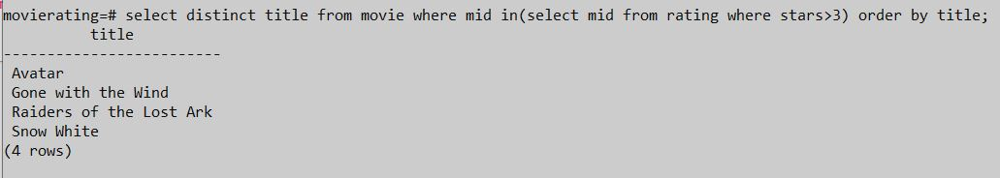 movierating=# select distinct title from movie where mid in(select mid from rating where stars>3) order by title;
title
-------------------------
Avatar
Gone with the Wind
Raiders of the Lost Ark
Snow White
(4 rows)